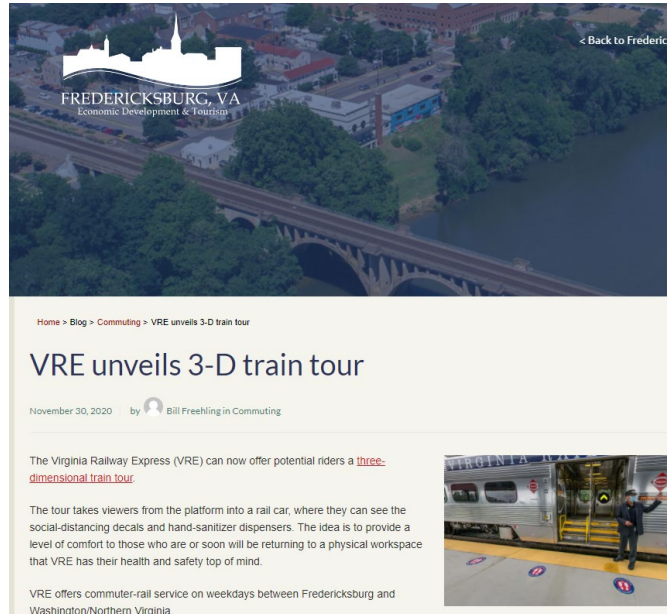 < Back to Frederic
FREDERICKSBURG, VA
Economic Development & Tourism
Home > Blog > Commuting > VRE unveils 3-D train tour
VRE unveils 3-D train tour
November 30, 2020 by Bill Freehling in Commuting
The Virginia Railway Express (VRE) can now offer potential riders a three-
dimensional train tour.
The tour takes viewers from the platform into a rail car, where they can see the
social-distancing decals and hand-sanitizer dispensers. The idea is to provide a
level of comfort to those who are or soon will be returning to a physical workspace
that VRE has their health and safety top of mind.
VRE offers commuter-rail service on weekdays between Fredericksburg and
Washington/Northern Virginia
VIRGINIA